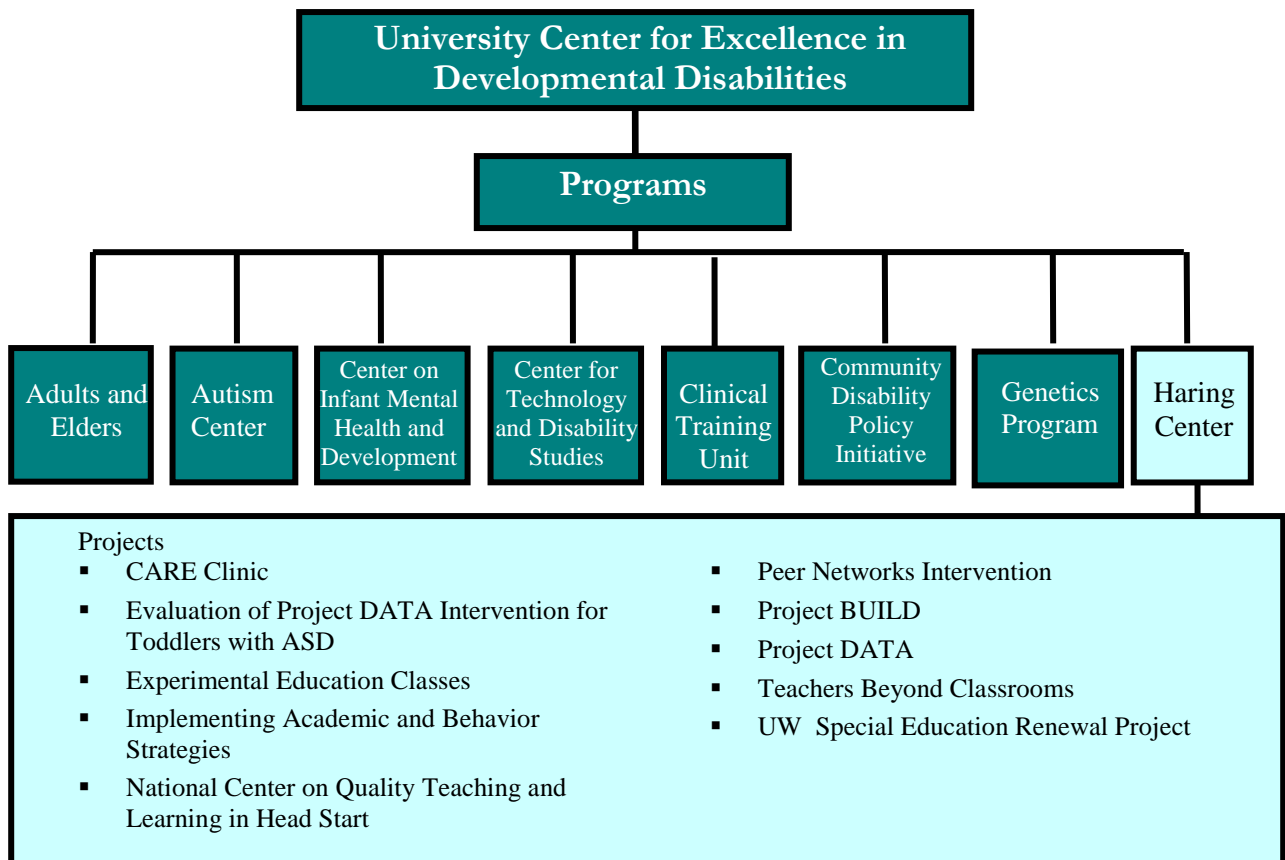 University Center for Excellence in
Developmental Disabilities
Programs
Adults and
Elders
Autism
Center
Center on
Infant Mental
Health and
Development
Center for
Technology
and Disability
Studies
Clinical
Training
Unit
Community
Disability
Policy
Initiative
Genetics
Program
Haring
Center
Projects
▪ CARE Clinic
▪ Evaluation of Project DATA Intervention for
Toddlers with ASD
▪ Experimental Education Classes
▪ Implementing Academic and Behavior
Strategies
▪ National Center on Quality Teaching and
Learning in Head Start
▪ Peer Networks Intervention
▪ Project BUILD
▪ Project DATA
▪ Teachers Beyond Classrooms
▪ UW  Special Education Renewal Project